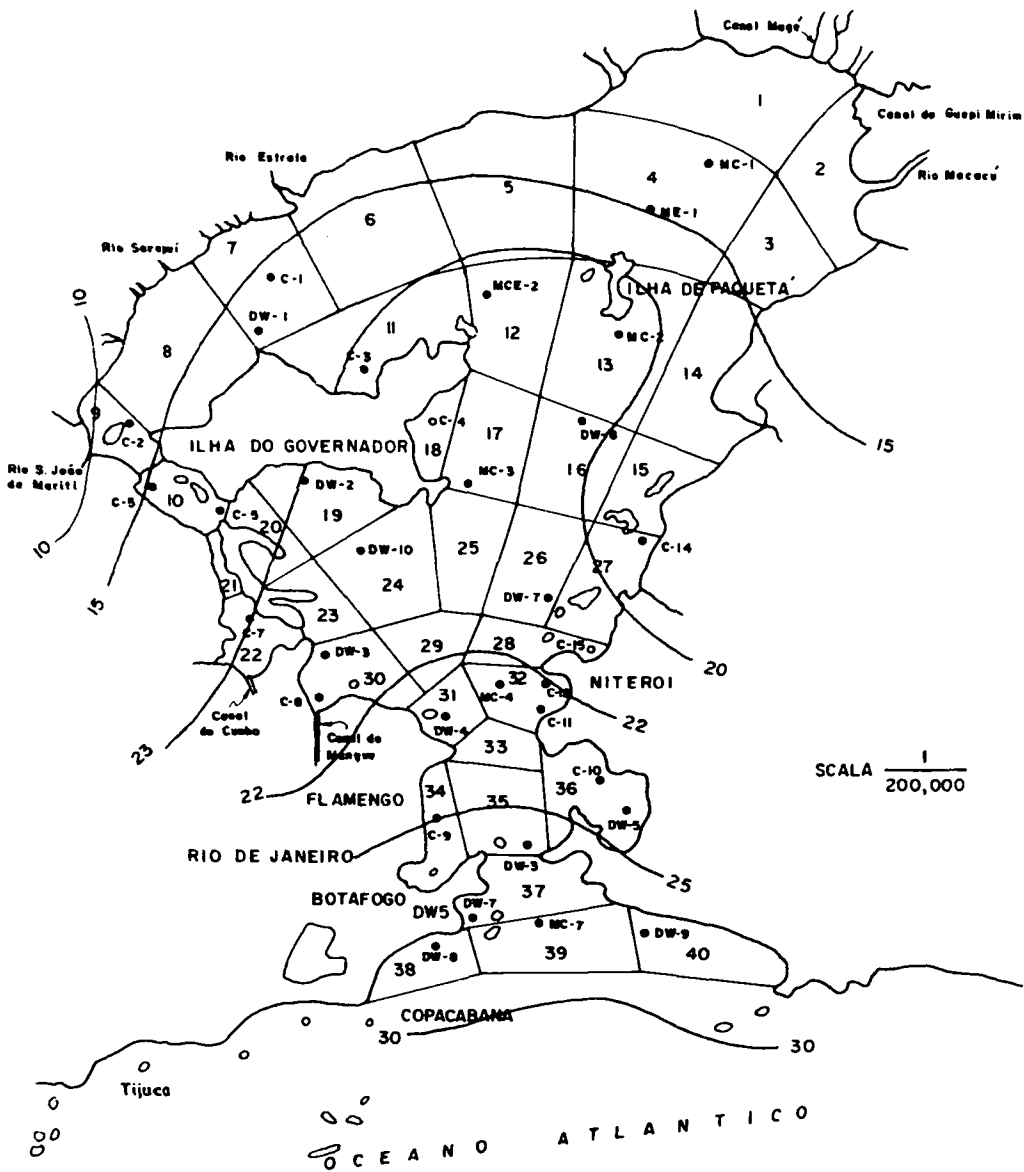 Canal Magé
1
Canal de Guapi Mirim
2
MC-1
Rio Macacú
Rio Estrela
4
5
ME-1
6
3
7
Rio Sarapuí
C-1
MCE-2
ILHA DE PAQUETÁ
10
DW-1
11
12
MC-2
8
C-3
13
14
9
C-2
C-4
DW-6
15
ILHA DO GOVERNADOR
18
17
Rio S. João
de Mariti
MC-3
16
15
C-5
10
DW-2
C-5
19
20
10
C-14
DW-10
25
26
27
15
21
24
DW-7
23
C-7
22
29
28
C-15
20
DW-3
NITEROI
30
32
MC-4
C-8
31
C-11
22
Canal
do Cunha
DW-4
23
Canal do
Mangue
33
22
C-10
SCALA 1
200,000
FLAMENGO
34
35
36
DW-5
C-9
RIO DE JANEIRO
DW-3
25
BOTAFOGO
37
DW5
DW-7
MC-7
DW-9
DW-8
39
40
38
COPACABANA
30
30
Tijuca
OCEANO ATLANTICO